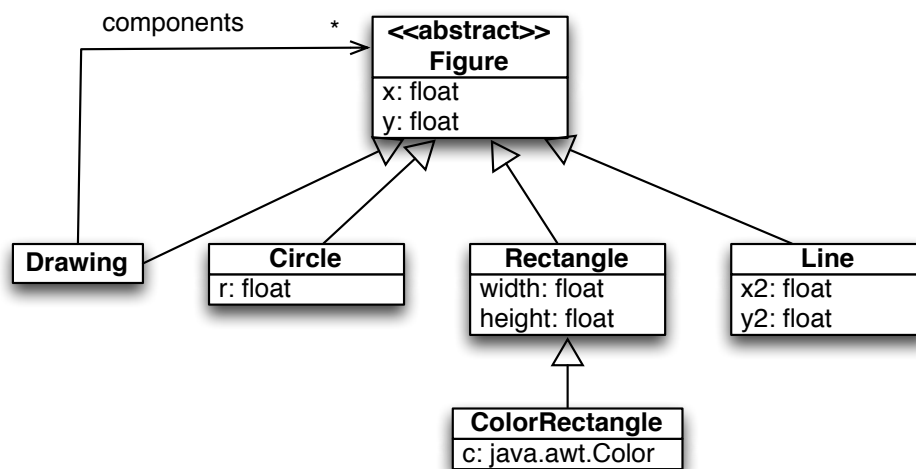 components
*
<<abstract>>
Figure
x: float
y: float
Drawing
Circle
r: float
Rectangle
width: float
height: float
Line
x2: float
y2: float
ColorRectangle
c: java.awt.Color